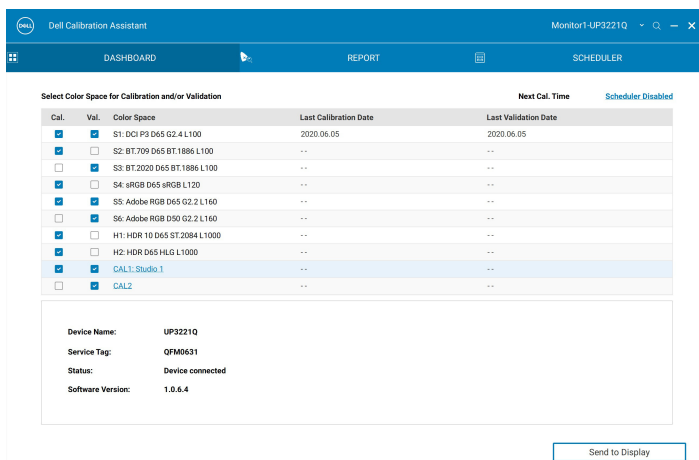 DELL Dell Calibration Assistant Monitor1-UP3221Q
DASHBOARD REPORT SCHEDULER
Select Color Space for Calibration and/or Validation Next Cal. Time Scheduler Disabled
Cal. Val. Color Space Last Calibration Date Last Validation Date
S1: DCI P3 D65 G2.4 L100 2020.06.05 2020.06.05
S2: BT.709 D65 BT.1886 L100 -- --
S3: BT.2020 D65 BT.1886 L100 -- --
S4: sRGB D65 sRGB L120 -- --
S5: Adobe RGB D65 G2.2 L160 -- --
S6: Adobe RGB D50 G2.2 L160 -- --
H1: HDR 10 D65 ST.2084 L1000 -- --
H2: HDR D65 HLG L1000 -- --
CAL1: Studio 1 -- --
CAL2 -- --
Device Name: UP3221Q
Service Tag: QFM0631
Status: Device connected
Software Version: 1.0.6.4
Send to Display